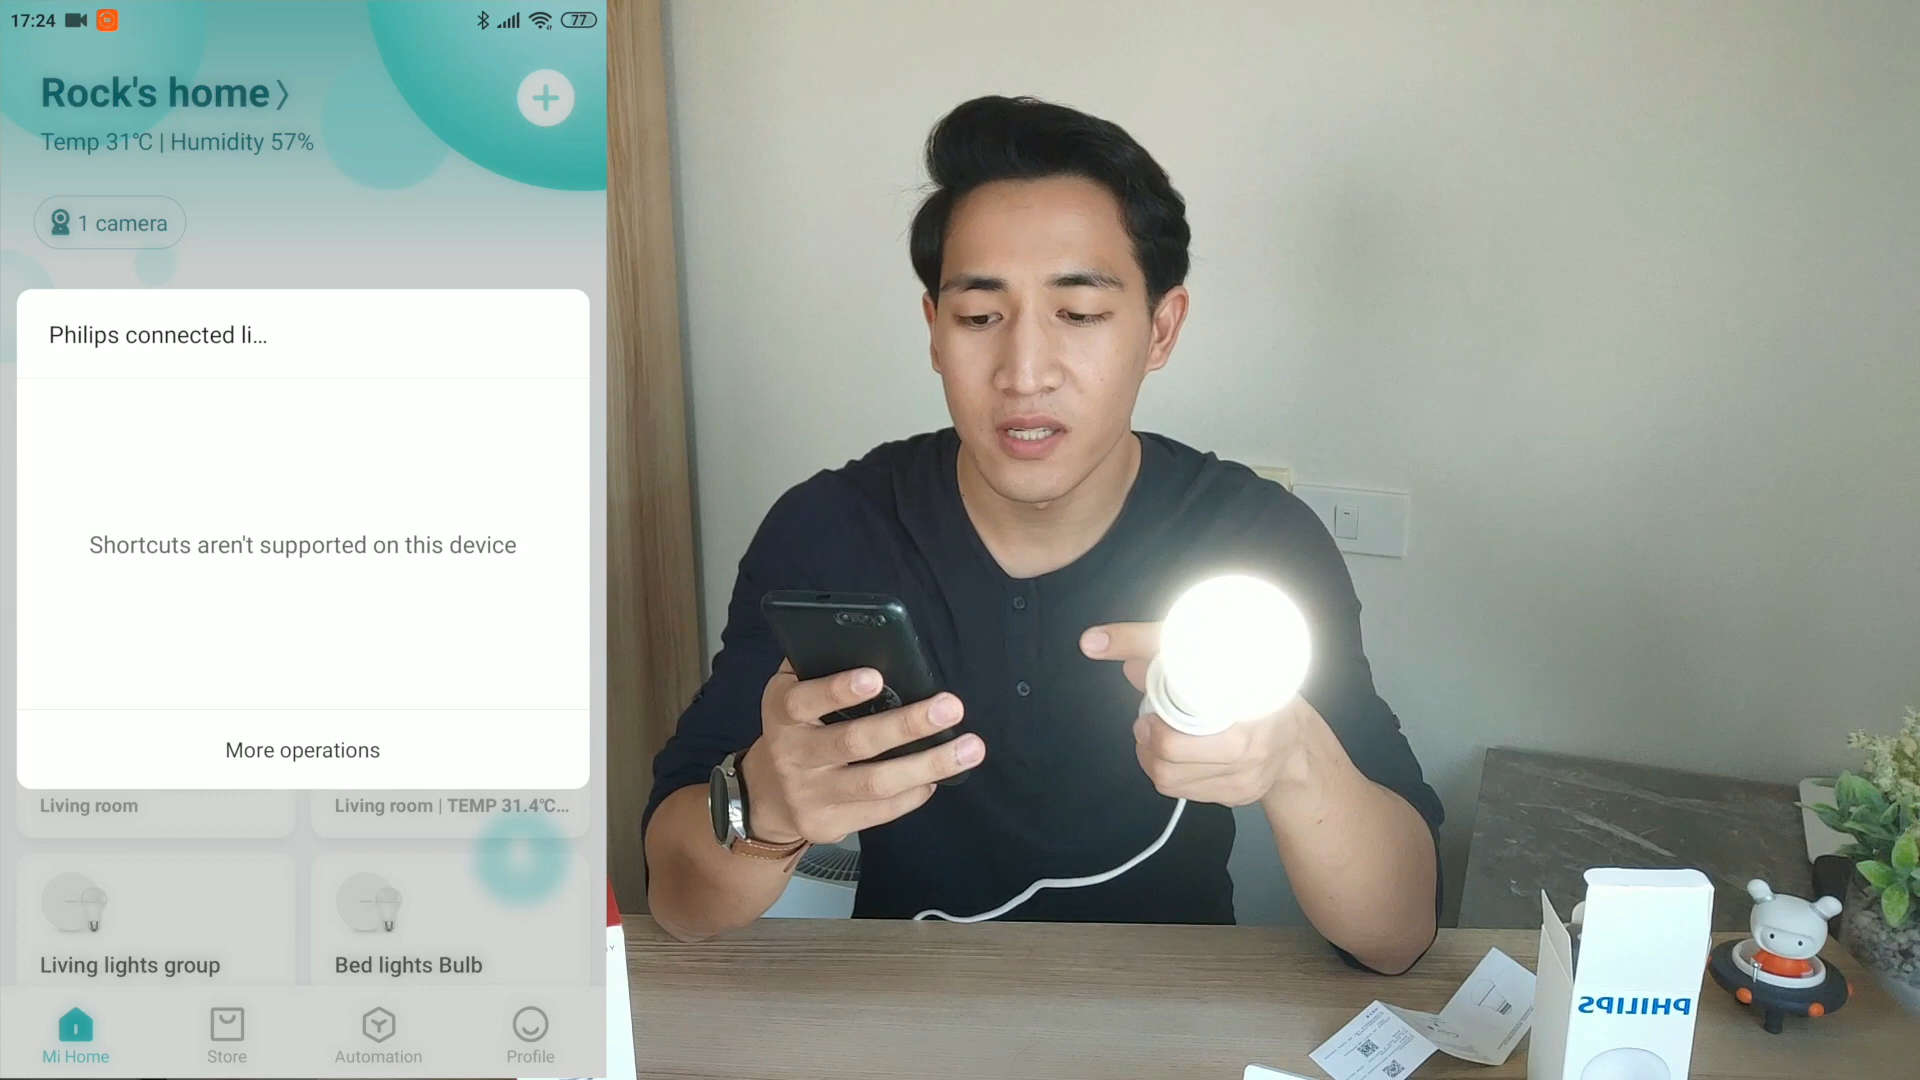 17:24
77
Rock's home〉
Temp 31℃ | Humidity 57%
1 camera
Philips connected li...
Shortcuts aren't supported on this device
More operations
Living room
Living room | TEMP 31.4℃...
Living lights group
Bed lights Bulb
Mi Home
Store
Automation
Profile
PHILIPS